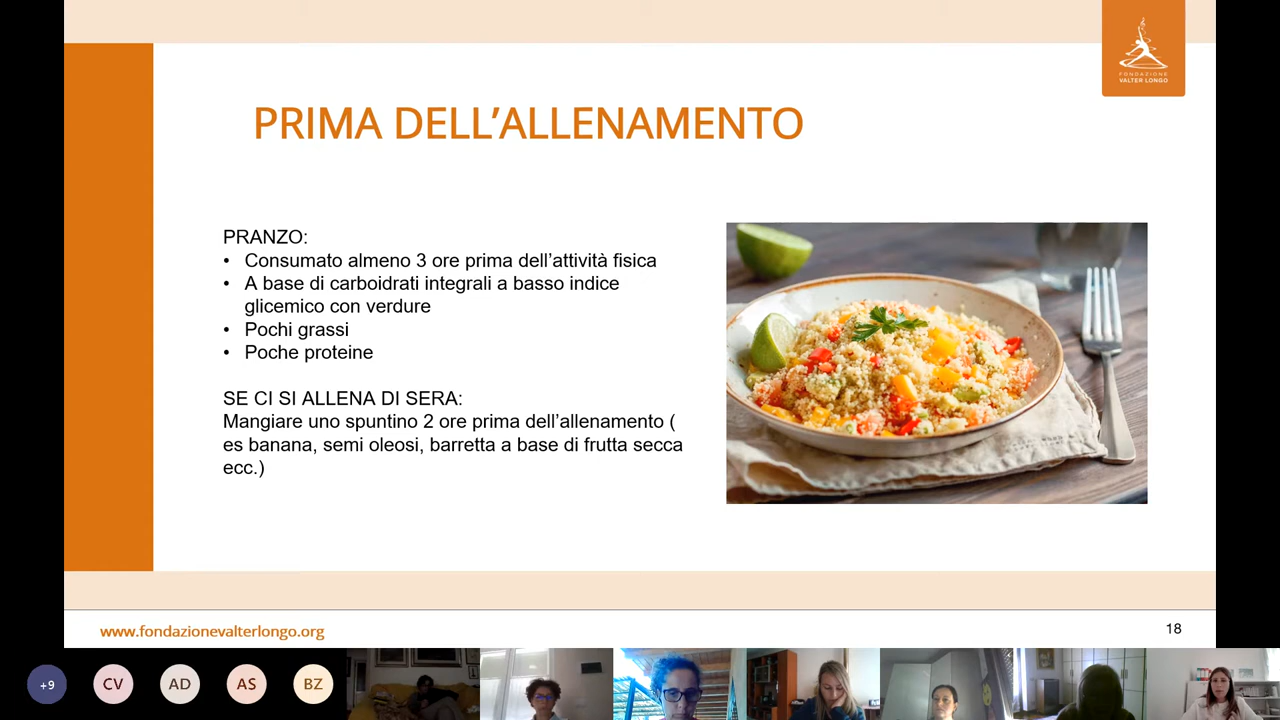 FONDAZIONE
VALTER LONGO
PRIMA DELL’ALLENAMENTO
PRANZO:
• Consumato almeno 3 ore prima dell’attività fisica
• A base di carboidrati integrali a basso indice
glicemico con verdure
• Pochi grassi
• Poche proteine
SE CI SI ALLENA DI SERA:
Mangiare uno spuntino 2 ore prima dell’allenamento (
es banana, semi oleosi, barretta a base di frutta secca
ecc.)
www.fondazionevalterlongo.org
18
+9
CV
AD
AS
BZ